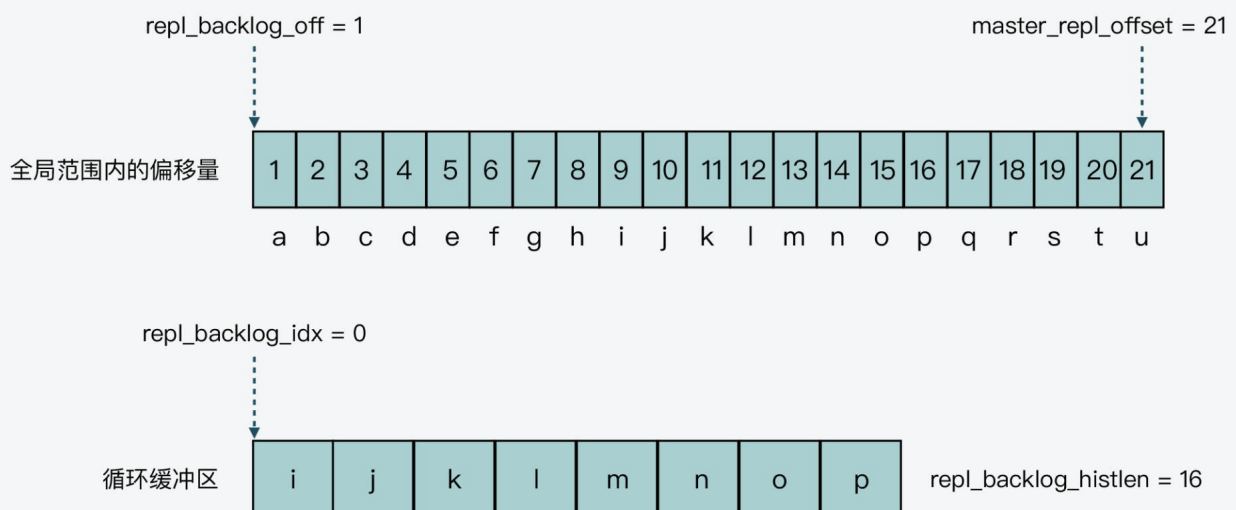 repl_backlog_off = 1 master_repl_offset = 21
全局范围内的偏移量 1 2 3 4 5 6 7 8 9 10 11 12 13 14 15 16 17 18 19 20 21
a b c d e f g h i j k l m n o p q r s t u
repl_backlog_idx = 0
循环缓冲区 i j k l m n o p repl_backlog_histlen = 16